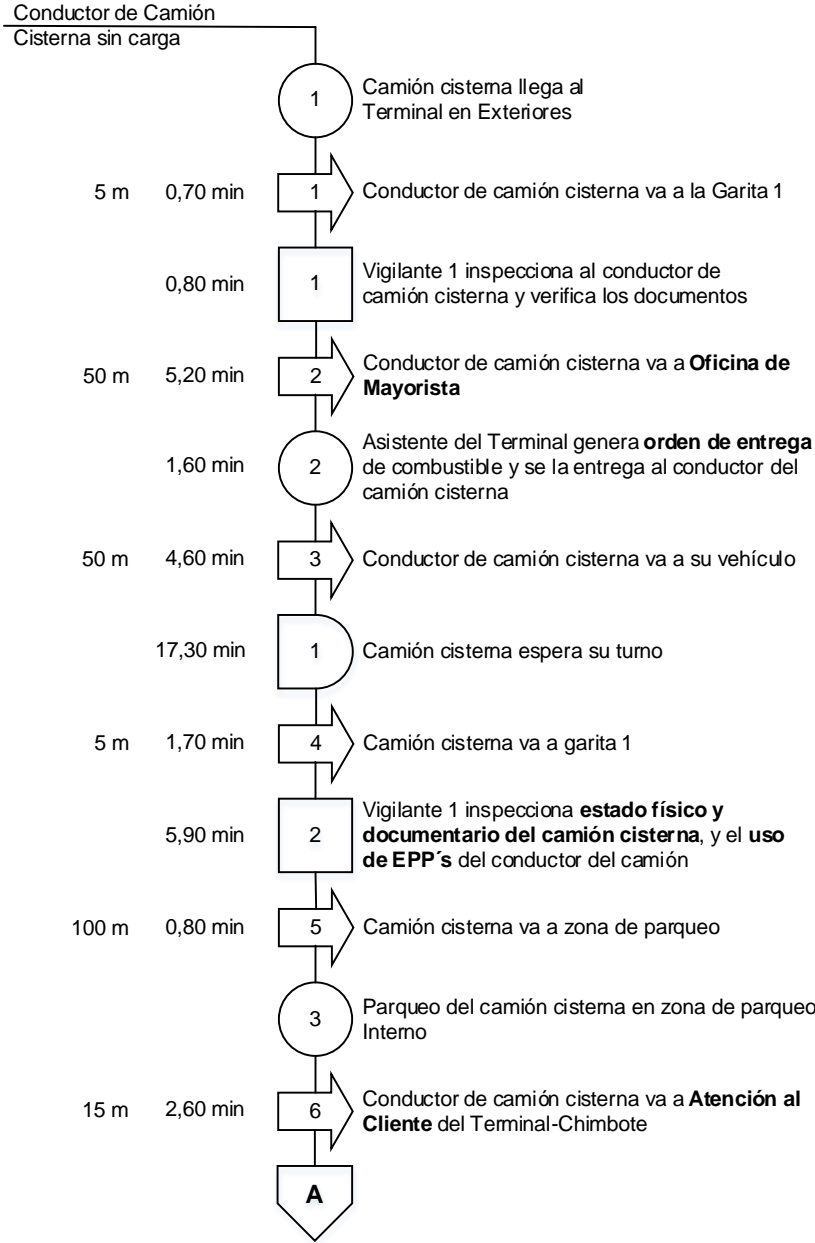 Conductor de Camión
Cisterna sin carga
1
Camión cisterna llega al
Terminal en Exteriores
5 m 0,70 min 1 Conductor de camión cisterna va a la Garita 1
0,80 min 1
Vigilante 1 inspecciona al conductor de
camión cisterna y verifica los documentos
50 m 5,20 min 2
Conductor de camión cisterna va a Oficina de
Mayorista
1,60 min 2
Asistente del Terminal genera orden de entrega
de combustible y se la entrega al conductor del
camión cisterna
50 m 4,60 min 3 Conductor de camión cisterna va a su vehículo
17,30 min 1 Camión cisterna espera su turno
5 m 1,70 min 4 Camión cisterna va a garita 1
5,90 min 2
Vigilante 1 inspecciona estado físico y
documentario del camión cisterna, y el uso
de EPP´s del conductor del camión
100 m 0,80 min 5 Camión cisterna va a zona de parqueo
3
Parqueo del camión cisterna en zona de parqueo
Interno
15 m 2,60 min 6
Conductor de camión cisterna va a Atención al
Cliente del Terminal-Chimbote
A